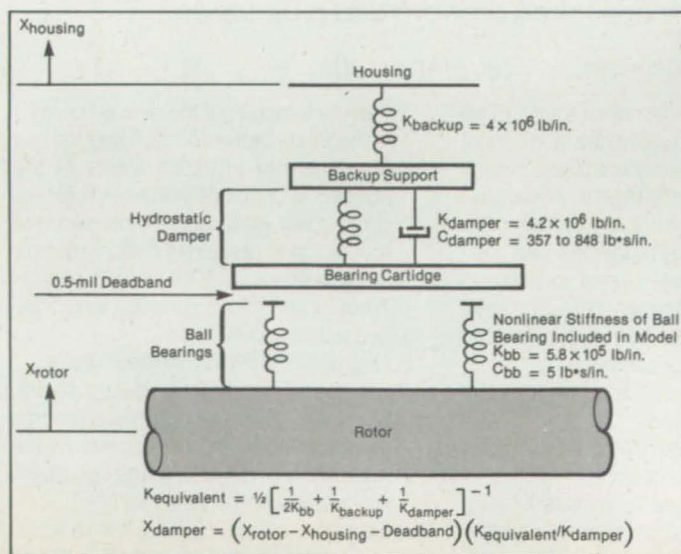 Xhousing
Housing
Kbackup = 4×10⁶ lb/in.
Backup Support
Hydrostatic
Damper
Kdamper = 4.2×10⁶ lb/in.
Cdamper = 357 to 848 lb•s/in.
Bearing Cartidge
0.5-mil Deadband
Ball
Bearings
Nonlinear Stiffness of Ball
Bearing Included in Model
Kbb = 5.8×10⁵ lb/in.
Cbb = 5 lb•s/in.
Xrotor
Rotor
Kequivalent = ½ [ 1/2Kbb + 1/Kbackup + 1/Kdamper ]⁻¹
Xdamper = (Xrotor – Xhousing – Deadband) (Kequivalent/Kdamper)